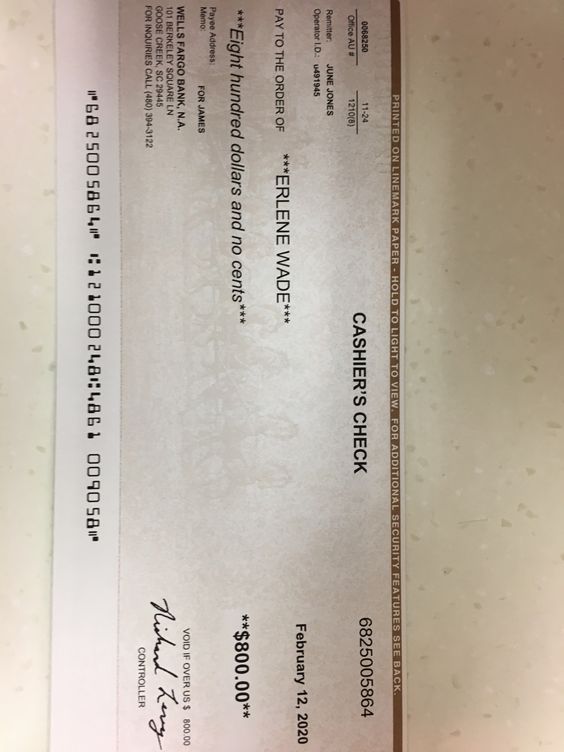 PRINTED ON LINEMARK PAPER - HOLD TO LIGHT TO VIEW. FOR ADDITIONAL SECURITY FEATURES SEE BACK.
0068250 11-24
Office AU # 1210(8)
CASHIER'S CHECK
6825005864
Remitter: JUNE JONES
Operator I.D.: u491945
February 12, 2020
PAY TO THE ORDER OF ***ERLENE WADE***
***Eight hundred dollars and no cents***
**$800.00**
Payee Address:
Memo: FOR JAMES
WELLS FARGO BANK, N.A.
101 BERKELEY SQUARE LN
GOOSE CREEK, SC 29445
FOR INQUIRIES CALL (480) 394-3122
VOID IF OVER US $ 800.00
Richard Levy
CONTROLLER
⑈6825005864⑈ ⑆121000248⑆4861 009058⑈